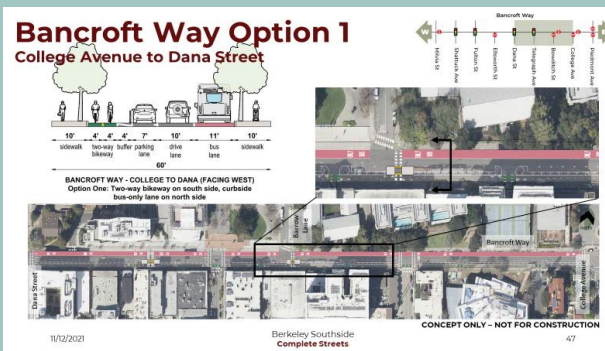 Bancroft Way Option 1
College Avenue to Dana Street
Bancroft Way
W
Milvia St
Shattuck Ave
Fulton St
Ellsworth St
Dana St
Telegraph Ave
Bowditch St
College Ave
Piedmont Ave
10' 4' 4' 4' 7' 10' 11' 10'
sidewalk two-way bikeway buffer parking lane drive lane bus lane sidewalk
60'
BANCROFT WAY - COLLEGE TO DANA (FACING WEST)
Option One: Two-way bikeway on south side, curbside
bus-only lane on north side
Barrow Lane
Bancroft Way
Dana Street
College Avenue
CONCEPT ONLY – NOT FOR CONSTRUCTION
11/12/2021
Berkeley Southside
Complete Streets
47